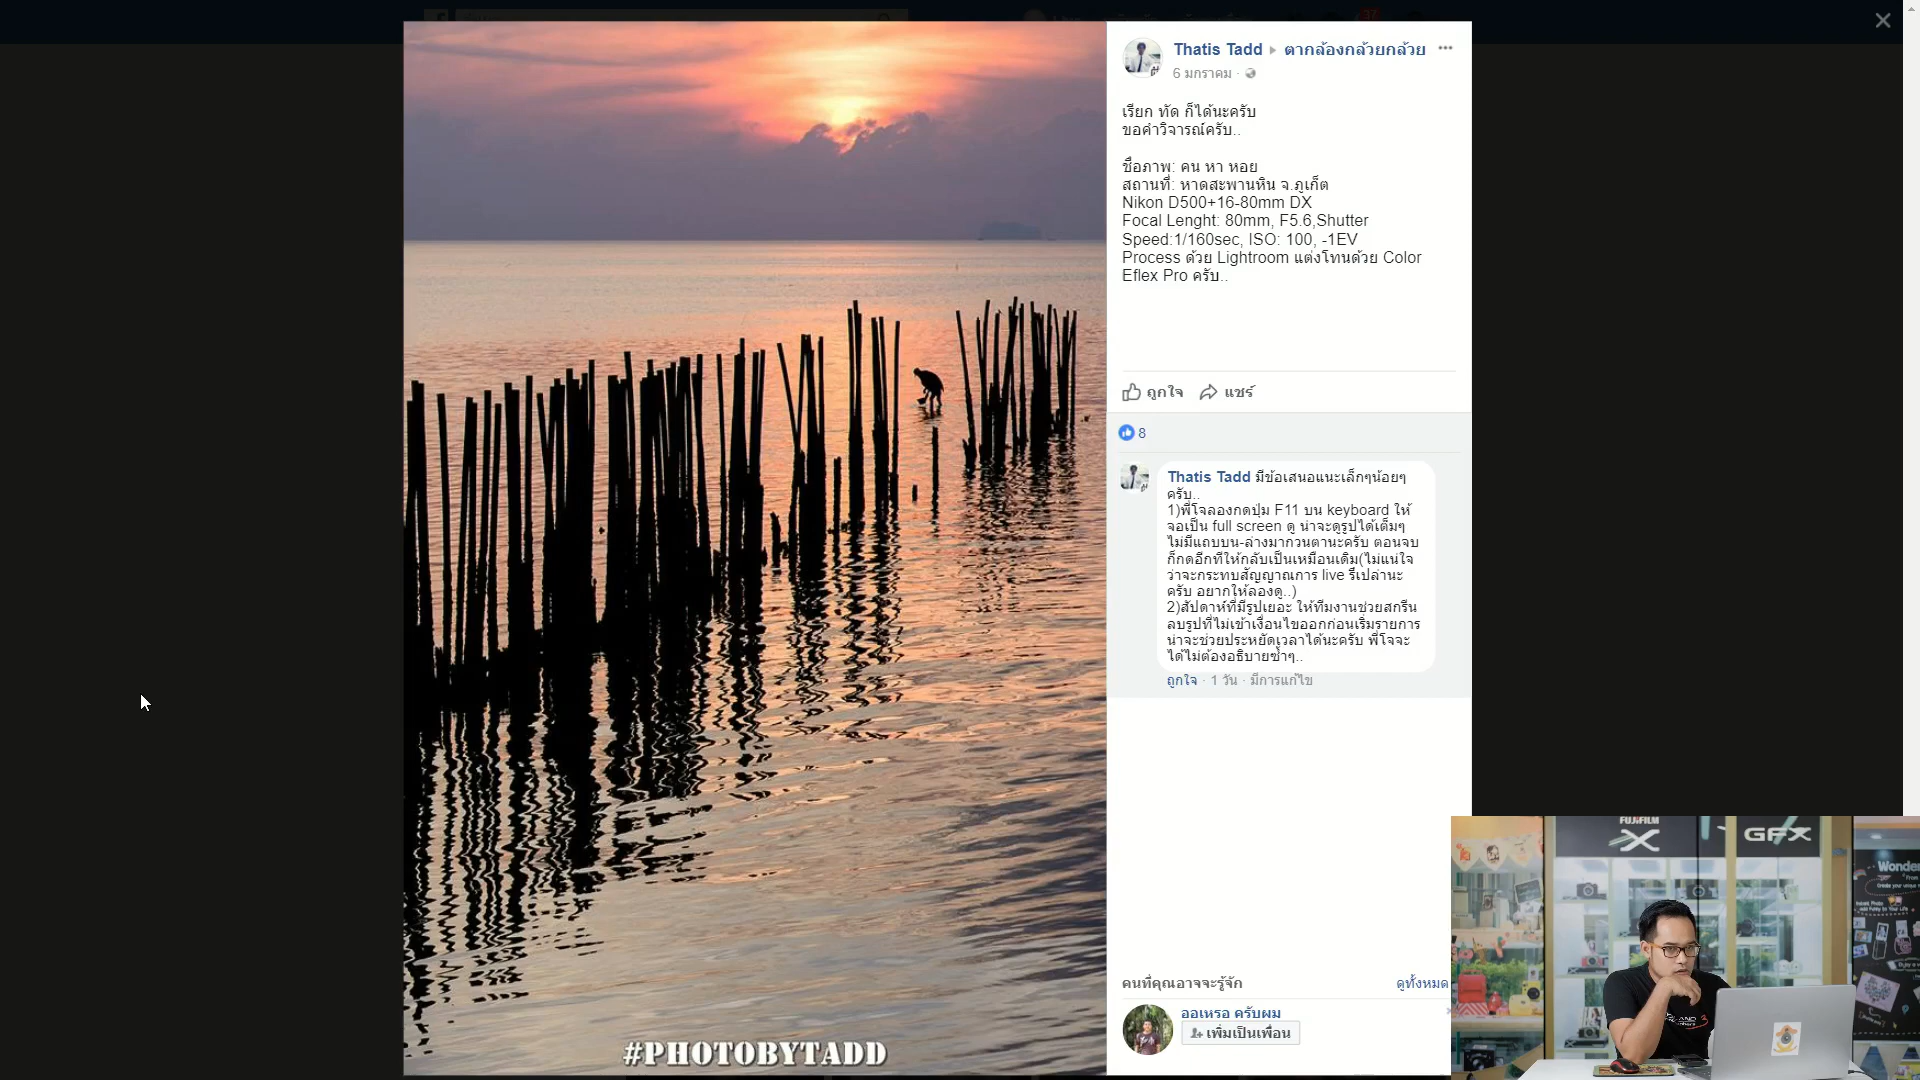 37
Thatis Tadd ▸ ตากล้องกล้วยกล้วย
6 มกราคม ·
เรียก ทัด ก็ได้นะครับ
ขอคำวิจารณ์ครับ..
ชื่อภาพ: คน หา หอย
สถานที่: หาดสะพานหิน จ.ภูเก็ต
Nikon D500+16-80mm DX
Focal Lenght: 80mm, F5.6,Shutter
Speed:1/160sec, ISO: 100, -1EV
Process ด้วย Lightroom แต่งโทนด้วย Color
Eflex Pro ครับ..
ถูกใจ แชร์
8
Thatis Tadd มีข้อเสนอแนะเล็กๆน้อยๆ
ครับ..
1)พี่โจลองกดปุ่ม F11 บน keyboard ให้
จอเป็น full screen ดู น่าจะดูรูปได้เต็มๆ
ไม่มีแถบบน-ล่างมากวนตานะครับ ตอนจบ
ก็กดอีกทีให้กลับเป็นเหมือนเดิม(ไม่แน่ใจ
ว่าจะกระทบสัญญาณการ live รึเปล่านะ
ครับ อยากให้ลองดู..)
2)สัปดาห์ที่มีรูปเยอะ ให้ทีมงานช่วยสกรีน
ลบรูปที่ไม่เข้าเงื่อนไขออกก่อนเริ่มรายการ
น่าจะช่วยประหยัดเวลาได้นะครับ พี่โจจะ
ได้ไม่ต้องอธิบายซ้ำๆ..
ถูกใจ · 1 วัน · มีการแก้ไข
คนที่คุณอาจจะรู้จัก ดูทั้งหมด
ออเหรอ ครับผม
เพิ่มเป็นเพื่อน
#PHOTOBYTADD
FUJIFILM
X
GFX
Wonder